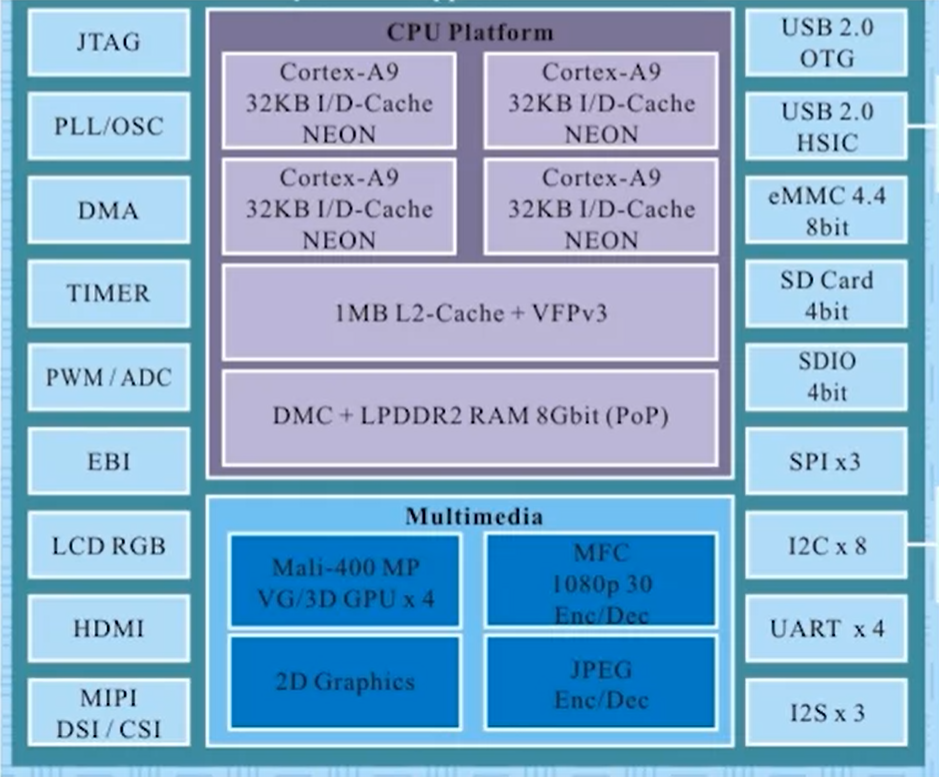 JTAG
PLL/OSC
DMA
TIMER
PWM / ADC
EBI
LCD RGB
HDMI
MIPI
DSI / CSI
CPU Platform
Cortex-A9
32KB I/D-Cache
NEON
Cortex-A9
32KB I/D-Cache
NEON
Cortex-A9
32KB I/D-Cache
NEON
Cortex-A9
32KB I/D-Cache
NEON
1MB L2-Cache + VFPv3
DMC + LPDDR2 RAM 8Gbit (PoP)
Multimedia
Mali-400 MP
VG/3D GPU x 4
MFC
1080p 30
Enc/Dec
2D Graphics
JPEG
Enc/Dec
USB 2.0
OTG
USB 2.0
HSIC
eMMC 4.4
8bit
SD Card
4bit
SDIO
4bit
SPI x3
I2C x 8
UART x 4
I2S x 3